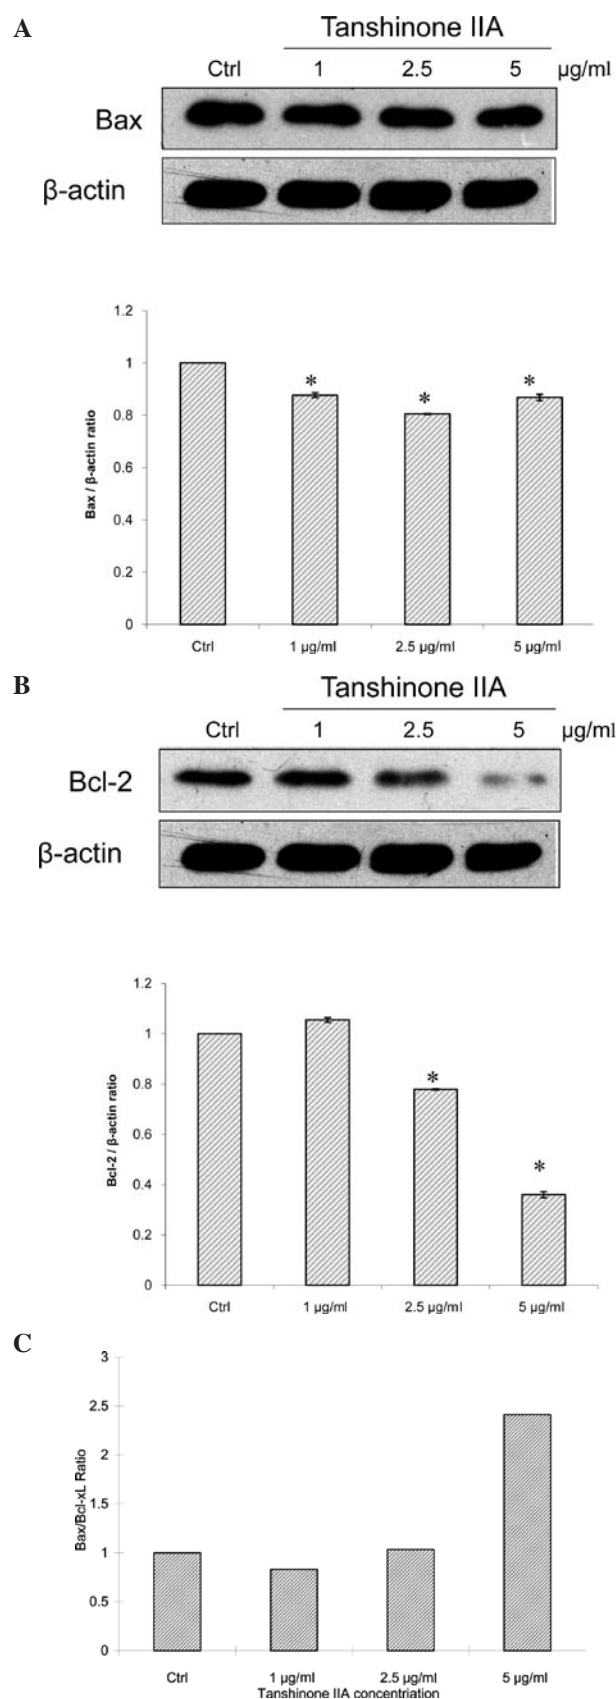 A
Tanshinone IIA
Ctrl 1 2.5 5 µg/ml
Bax
β-actin
1.2
1
0.8
0.6
0.4
0.2
0
Bax / β-actin ratio
* * *
Ctrl 1 µg/ml 2.5 µg/ml 5 µg/ml
B
Tanshinone IIA
Ctrl 1 2.5 5 µg/ml
Bcl-2
β-actin
1.2
1
0.8
0.6
0.4
0.2
0
Bcl-2 / β-actin ratio
* *
Ctrl 1 µg/ml 2.5 µg/ml 5 µg/ml
C
3
2.5
2
1.5
1
0.5
0
Bax/Bcl-xL Ratio
Ctrl 1 µg/ml 2.5 µg/ml 5 µg/ml
Tanshinone IIA concentriation